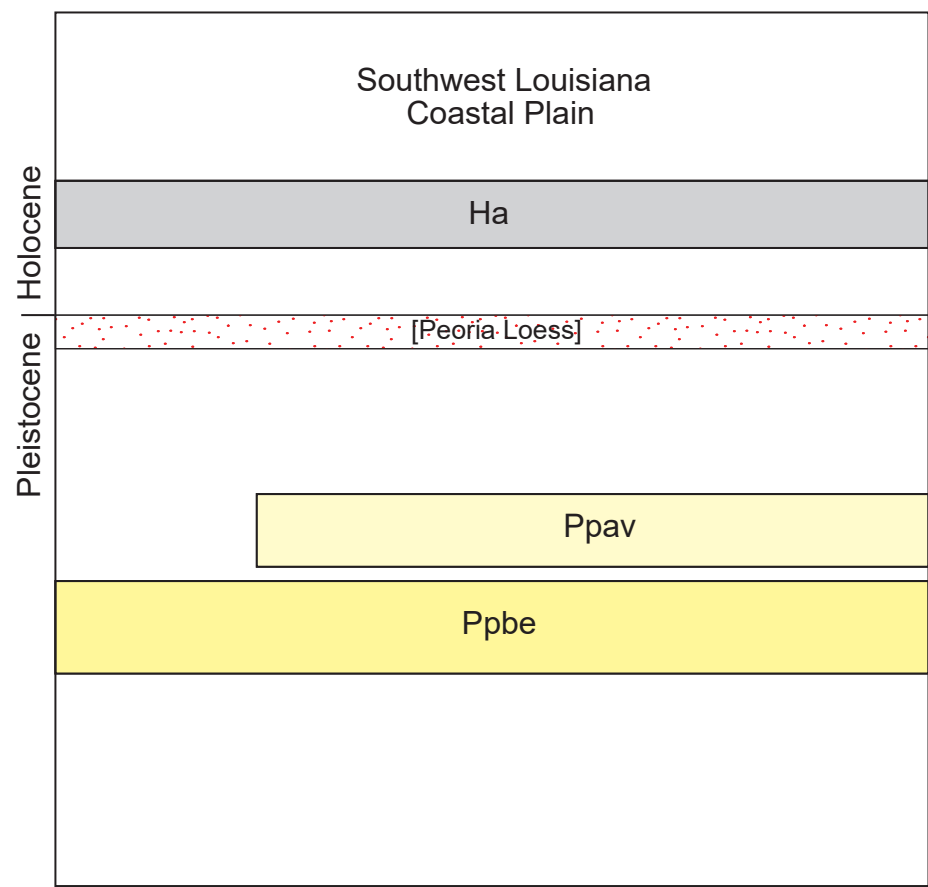 Southwest Louisiana
Coastal Plain
Holocene
Ha
[Peoria Loess]
Pleistocene
Ppav
Ppbe